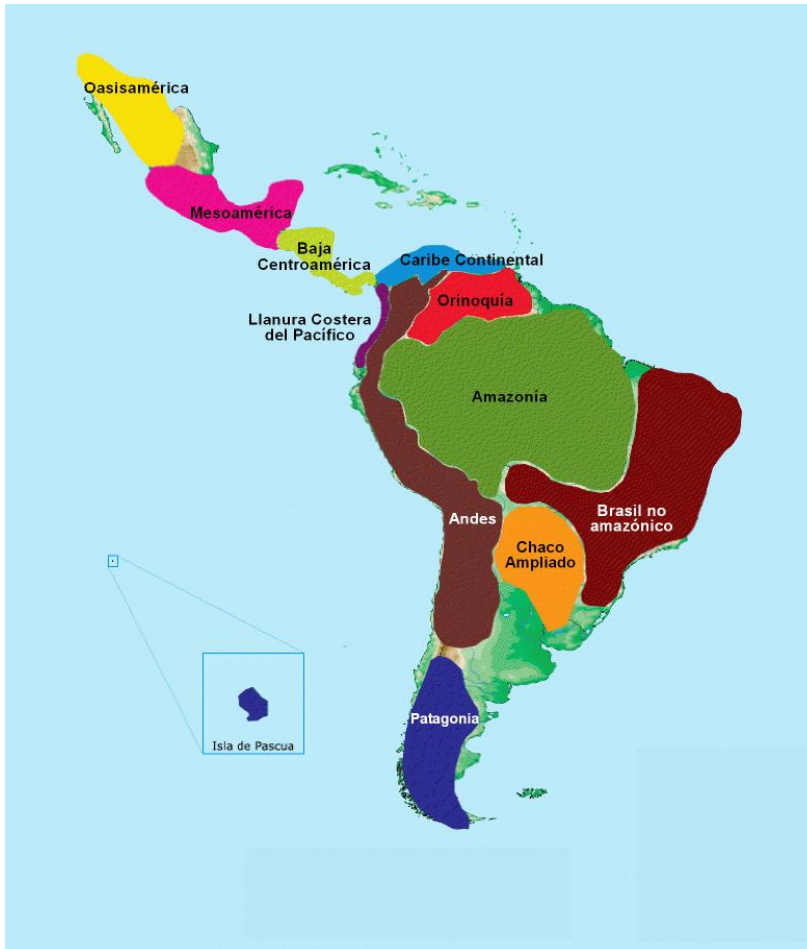 Oasisamérica
Mesoamérica
Baja
Centroamérica
Caribe Continental
Orinoquía
Llanura Costera
del Pacífico
Amazonía
Andes
Brasil no
amazónico
Chaco
Ampliado
Patagonia
Isla de Pascua